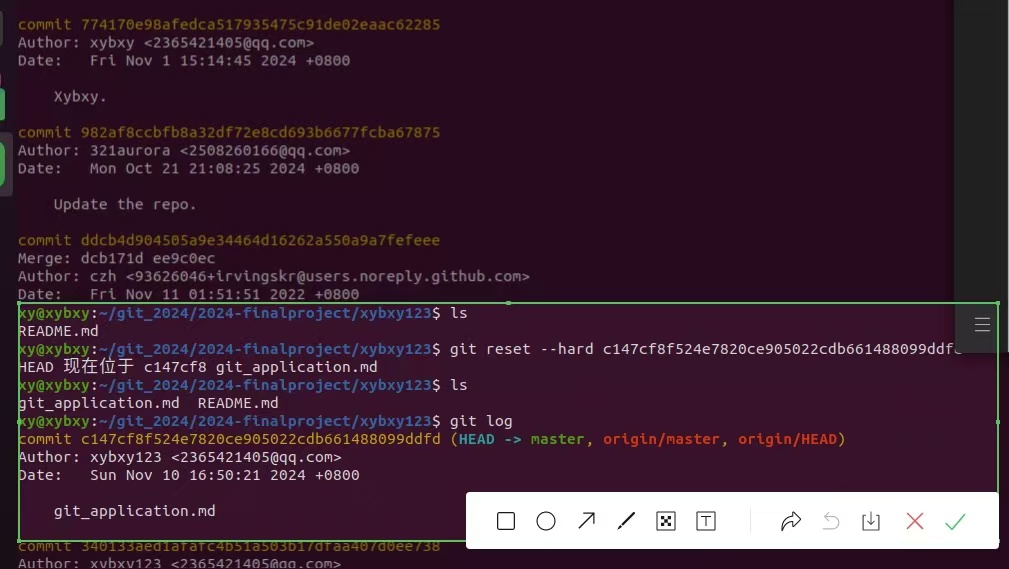 commit 774170e98afedca517935475c91de02eaac62285
Author: xybxy <2365421405@qq.com>
Date:   Fri Nov 1 15:14:45 2024 +0800
Xybxy.
commit 982af8ccbfb8a32df72e8cd693b6677fcba67875
Author: 321aurora <2508260166@qq.com>
Date:   Mon Oct 21 21:08:25 2024 +0800
Update the repo.
commit ddcb4d904505a9e34464d16262a550a9a7fefeee
Merge: dcb171d ee9c0ec
Author: czh <93626046+irvingskr@users.noreply.github.com>
Date:   Fri Nov 11 01:51:51 2022 +0800
xy@xybxy:~/git_2024/2024-finalproject/xybxy123$ ls
README.md
xy@xybxy:~/git_2024/2024-finalproject/xybxy123$ git reset --hard c147cf8f524e7820ce905022cdb661488099ddfd
HEAD 现在位于 c147cf8 git_application.md
xy@xybxy:~/git_2024/2024-finalproject/xybxy123$ ls
git_application.md  README.md
xy@xybxy:~/git_2024/2024-finalproject/xybxy123$ git log
commit c147cf8f524e7820ce905022cdb661488099ddfd (HEAD -> master, origin/master, origin/HEAD)
Author: xybxy123 <2365421405@qq.com>
Date:   Sun Nov 10 16:50:21 2024 +0800
git_application.md
T
commit 340133aed1afafc4b51a503b17dfaa407d0ee738
Author: xybxy123 <2365421405@qq.com>